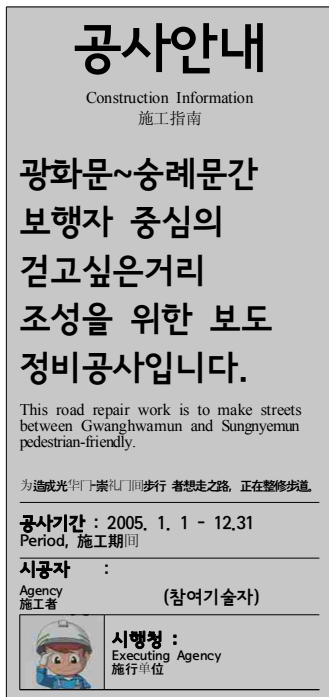 공사안내
Construction Information
施工指南
광화문~숭례문간
보행자 중심의
걷고싶은거리
조성을 위한 보도
정비공사입니다.
This road repair work is to make streets
between Gwanghwamun and Sungnyemun
pedestrian-friendly.
为造成光华门-崇礼门间步行 者想走之路, 正在整修步道.
공사기간 : 2005. 1. 1 - 12.31
Period, 施工期间
시공자 :
Agency
施工者
(참여기술자)
시행청 :
Executing Agency
施行单位